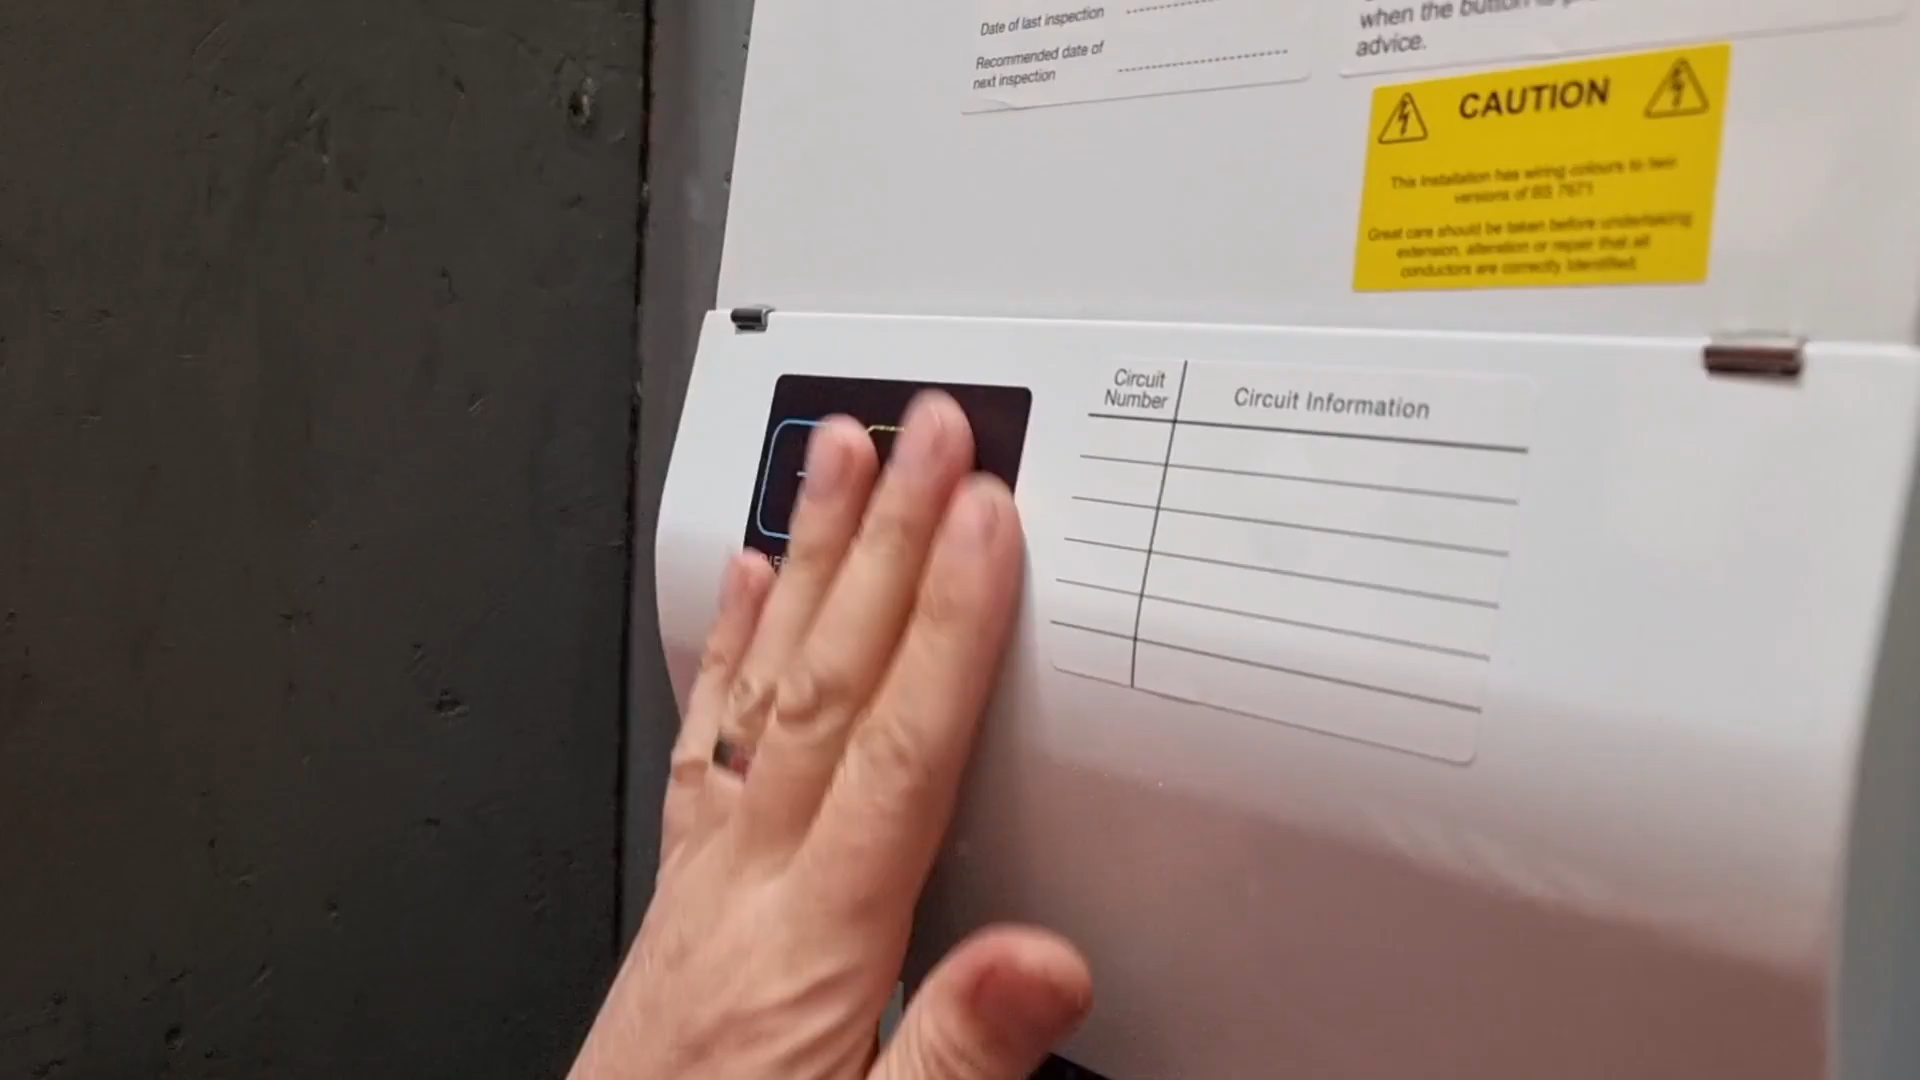 Date of last inspection
Recommended date of
next inspection
when the button is
advice.
CAUTION
This installation has wiring colours to two
versions of BS 7671
Great care should be taken before undertaking
extension, alteration or repair that all
conductors are correctly identified.
Circuit
Number
Circuit Information